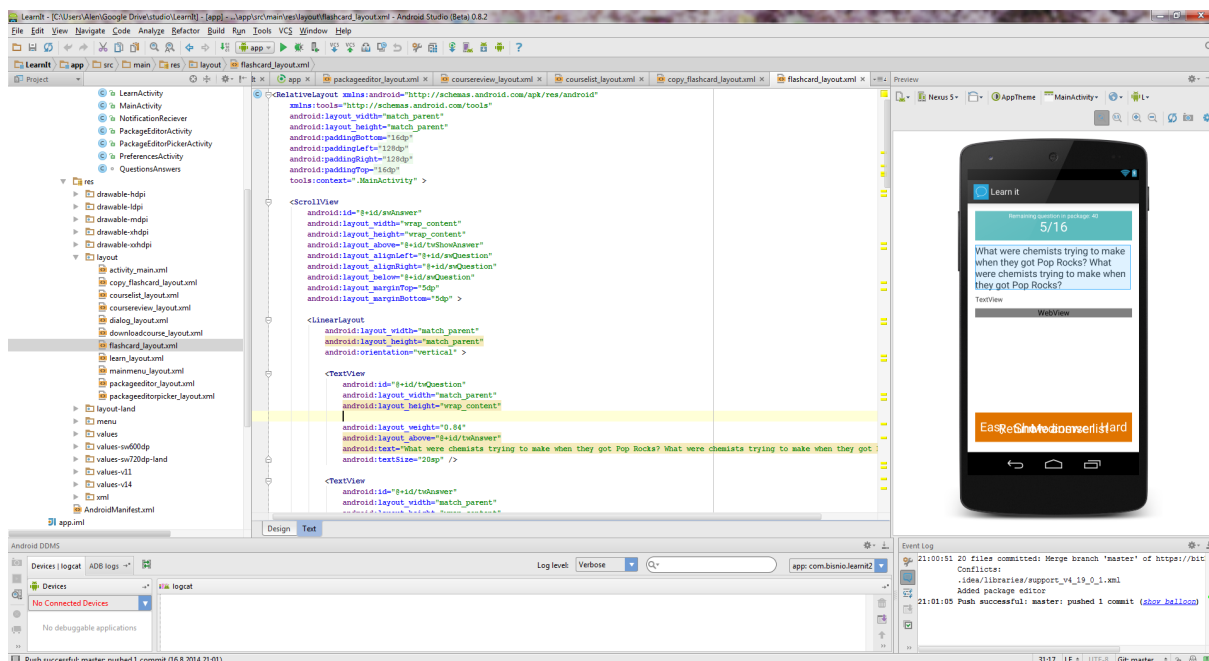 LearnIt - [C:\Users\Alen\Google Drive\studio\LearnIt] - [app] - ...\app\src\main\res\layout\flashcard_layout.xml - Android Studio (Beta) 0.8.2
File Edit View Navigate Code Analyze Refactor Build Run Tools VCS Window Help
app
LearnIt app src main res layout flashcard_layout.xml
Project
app packageeditor_layout.xml coursereview_layout.xml courselist_layout.xml copy_flashcard_layout.xml flashcard_layout.xml
Preview
LearnActivity
MainActivity
NotificationReciever
PackageEditorActivity
PackageEditorPickerActivity
PreferencesActivity
QuestionsAnswers
res
drawable-hdpi
drawable-ldpi
drawable-mdpi
drawable-xhdpi
drawable-xxhdpi
layout
activity_main.xml
copy_flashcard_layout.xml
courselist_layout.xml
coursereview_layout.xml
dialog_layout.xml
downloadcourse_layout.xml
flashcard_layout.xml
learn_layout.xml
mainmenu_layout.xml
packageeditor_layout.xml
packageeditorpicker_layout.xml
layout-land
menu
values
values-sw600dp
values-sw720dp-land
values-v11
values-v14
xml
AndroidManifest.xml
app.iml
<RelativeLayout xmlns:android="http://schemas.android.com/apk/res/android"
xmlns:tools="http://schemas.android.com/tools"
android:layout_width="match_parent"
android:layout_height="match_parent"
android:paddingBottom="16dp"
android:paddingLeft="128dp"
android:paddingRight="128dp"
android:paddingTop="16dp"
tools:context=".MainActivity" >
<ScrollView
android:id="@+id/swAnswer"
android:layout_width="wrap_content"
android:layout_height="wrap_content"
android:layout_above="@+id/twShowAnswer"
android:layout_alignLeft="@+id/swQuestion"
android:layout_alignRight="@+id/swQuestion"
android:layout_below="@+id/swQuestion"
android:layout_marginTop="5dp"
android:layout_marginBottom="5dp" >
<LinearLayout
android:layout_width="match_parent"
android:layout_height="match_parent"
android:orientation="vertical" >
<TextView
android:id="@+id/twQuestion"
android:layout_width="match_parent"
android:layout_height="wrap_content"
android:layout_weight="0.84"
android:layout_above="@+id/twAnswer"
android:text="What were chemists trying to make when they got Pop Rocks? What were chemists trying to make when they got
android:textSize="20sp" />
<TextView
android:id="@+id/twAnswer"
android:layout_width="match_parent"
android:layout_height="wrap_content"
Design Text
Nexus 5 AppTheme MainActivity L
Learn it
Remaining question in package: 40
5/16
What were chemists trying to make
when they got Pop Rocks? What
were chemists trying to make when
they got Pop Rocks?
TextView
WebView
Easy Hard
Android DDMS
Devices | logcat ADB logs
Log level: Verbose app: com.bisnio.learnit2
Devices logcat
No Connected Devices
No debuggable applications
Event Log
21:00:51 20 files committed: Merge branch 'master' of https://bit
Conflicts:
.idea/libraries/support_v4_19_0_1.xml
Added package editor
21:01:05 Push successful: master: pushed 1 commit (show balloon)
Push successful: master: pushed 1 commit (16.8.2014 21:01)
31:17 LF UTF-8 Git: master